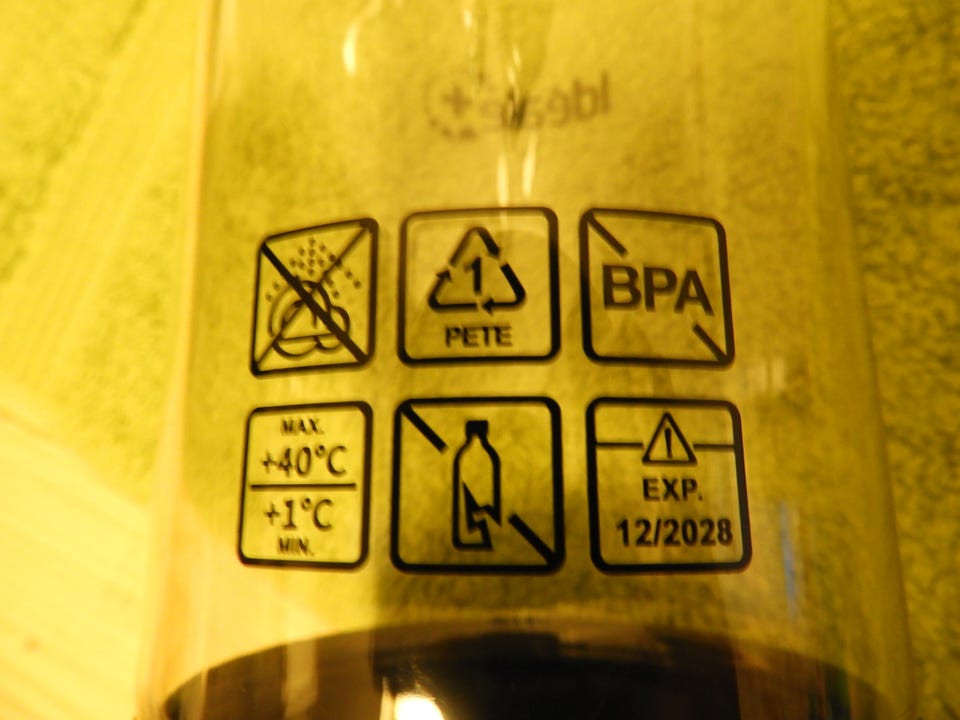 1
PETE
BPA
MAX.
+40°C
+1°C
MIN.
!
EXP.
12/2028